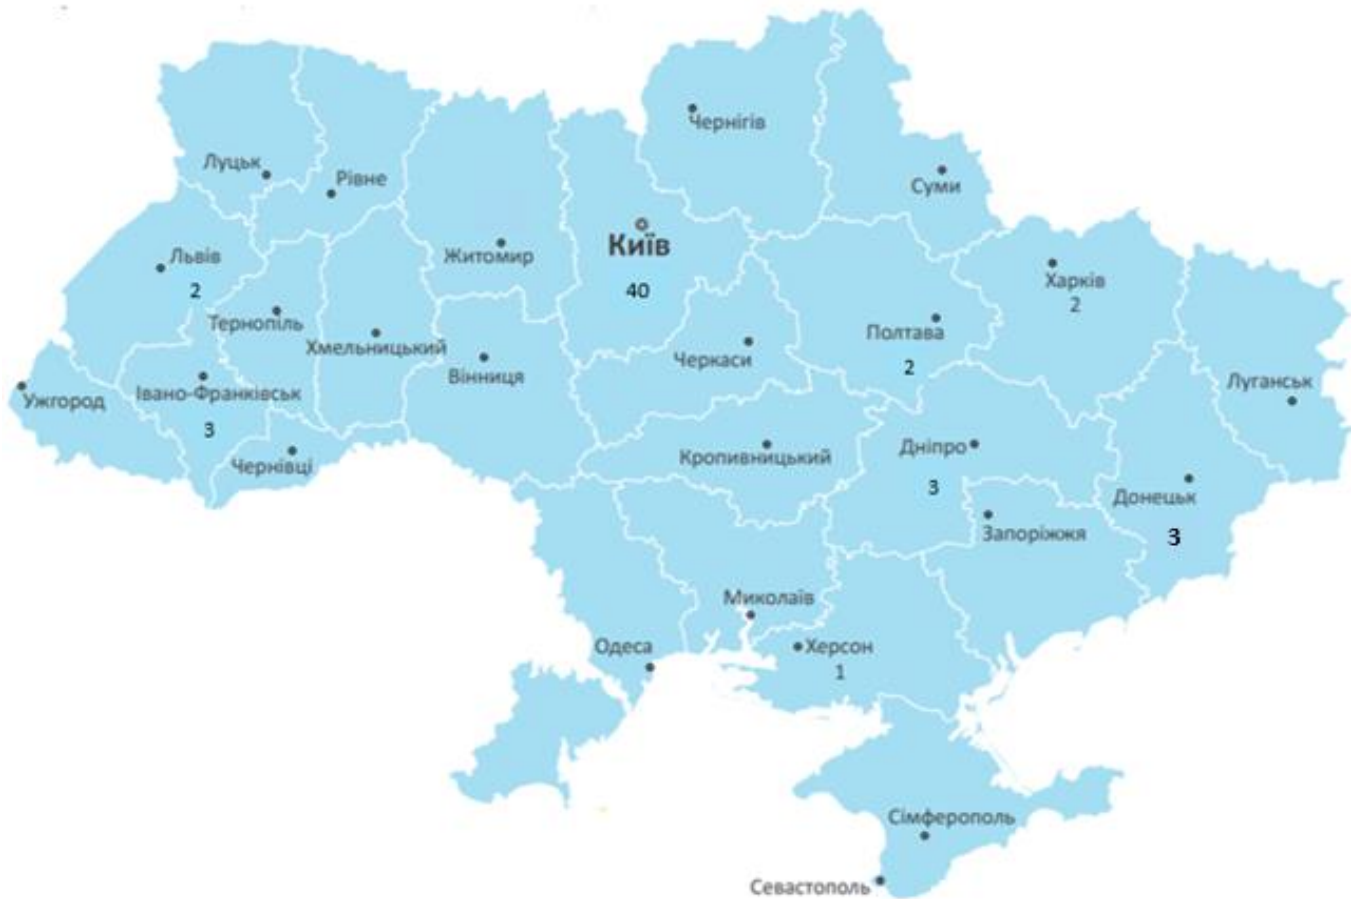 Чернігів
Луцьк
Рівне
Суми
Київ
40
Житомир
Львів
2
Харків
2
Тернопіль
Хмельницький
Полтава
2
Черкаси
Вінниця
Луганськ
Ужгород
Івано-Франківськ
3
Чернівці
Кропивницький
Дніпро
3
Донецьк
3
Запоріжжя
Миколаїв
Одеса
Херсон
1
Сімферополь
Севастополь